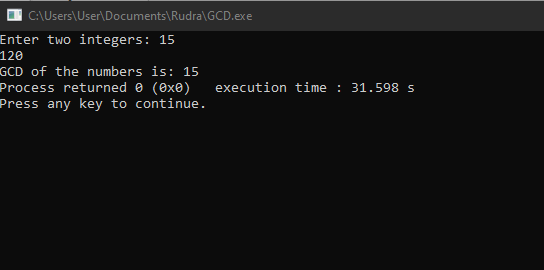 C:\Users\User\Documents\Rudra\GCD.exe
Enter two integers: 15
120
GCD of the numbers is: 15
Process returned 0 (0x0)   execution time : 31.598 s
Press any key to continue.